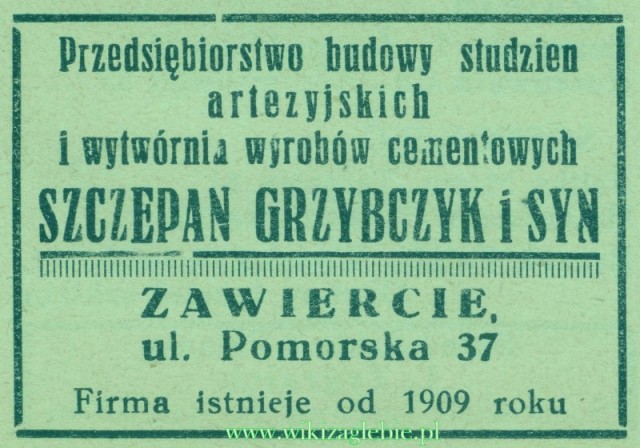 Przedsiębiorstwo budowy studzien
artezyjskich
i wytwórnia wyrobów cementowych
SZCZEPAN GRZYBCZYK i SYN
ZAWIERCIE,
ul. Pomorska 37
Firma istnieje od 1909 roku
www.wikizaglebie.pl